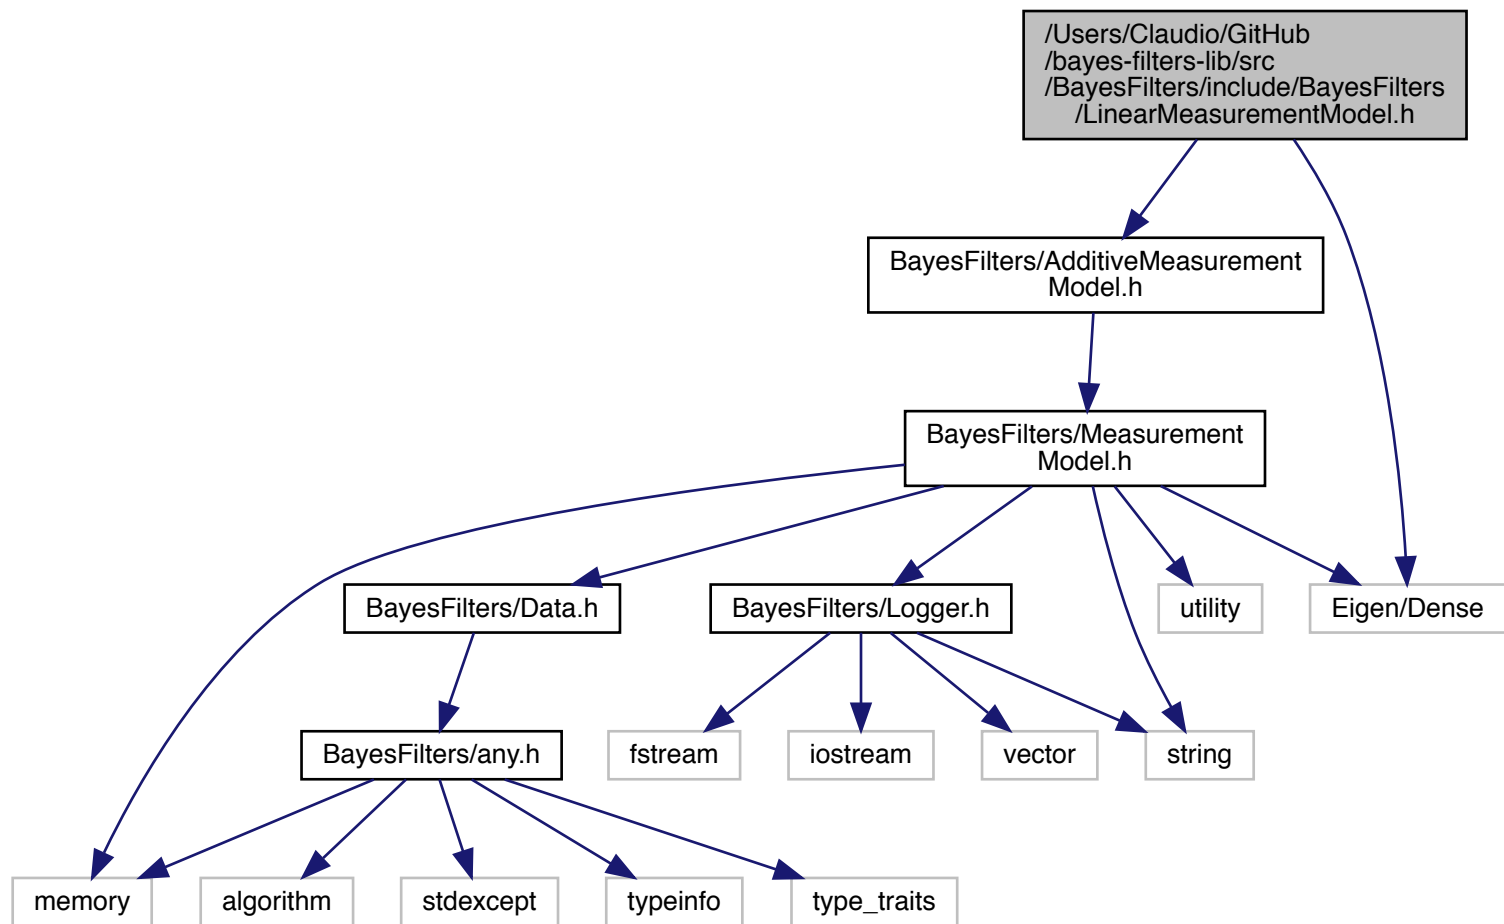 /Users/Claudio/GitHub
/bayes-filters-lib/src
/BayesFilters/include/BayesFilters
/LinearMeasurementModel.h
BayesFilters/AdditiveMeasurement
Model.h
BayesFilters/Measurement
Model.h
BayesFilters/Data.h
BayesFilters/Logger.h
utility
Eigen/Dense
BayesFilters/any.h
fstream
iostream
vector
string
memory
algorithm
stdexcept
typeinfo
type_traits